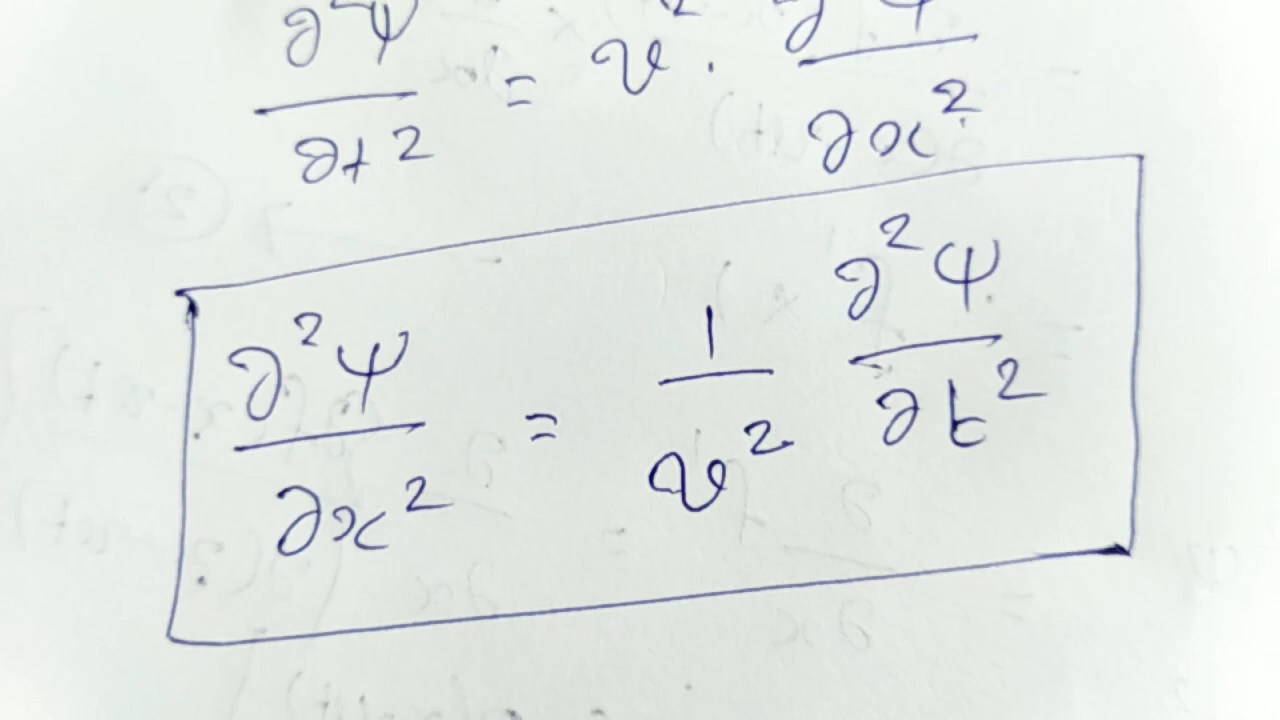 ∂²ψ/∂t² = v² · ∂²ψ/∂x²
∂²ψ/∂x² = 1/v² ∂²ψ/∂t²